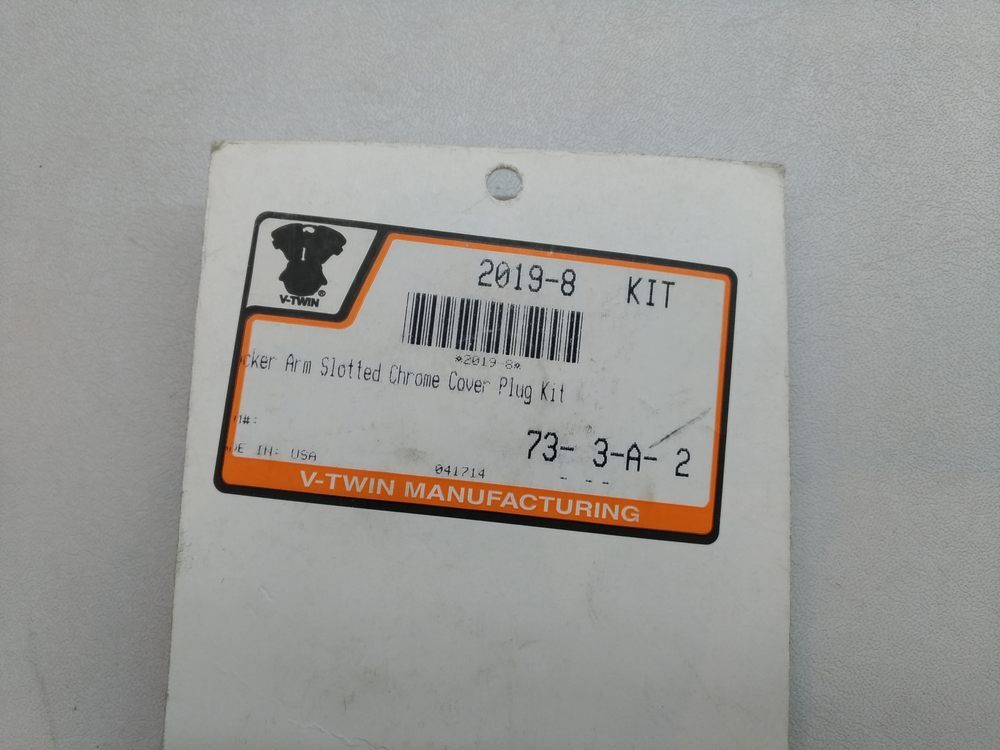 2019-8 KIT
V-TWIN ®
*2019-8*
ocker Arm Slotted Chrome Cover Plug Kit
#:
DE IN: USA
73- 3-A- 2
041714
V-TWIN MANUFACTURING